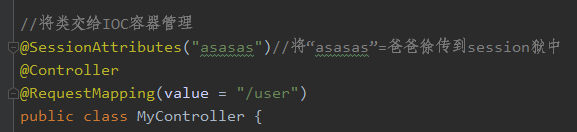 //将类交给IOC容器管理
@SessionAttributes("asasas")//将“asasas”=爸爸徐传到session狱中
@Controller
@RequestMapping(value = "/user")
public class MyController {